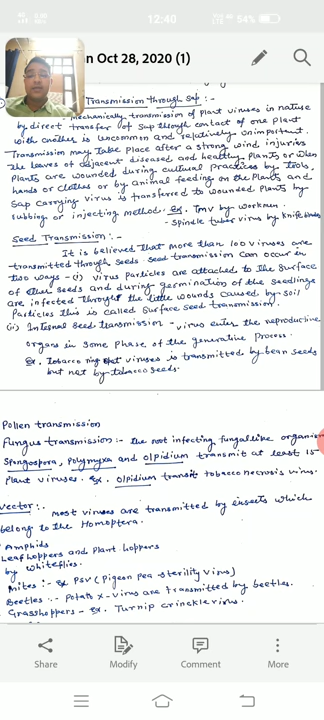 12:40
54%
n Oct 28, 2020 (1)
Transmission through Sap :-
Mechanically transmission of plant viruses in nature
by direct transfer of Sup though contact of one plant
with another is uncommon and relatively unimportant.
Transmission may take place after a strong wind injuries
the leaves of adjacent diseased and healthy plants or when
Plants are wounded during cultural practices by tools,
hands or clothes or by animal feeding on the Plants and
Sap carrying virus is transferred to wounded plants by
rubbing or injecting method. Ex. TMV by workmen.
- Spindle tuber virus by knife
Seed Transmission :-
It is believed That more than 100 viruses are
transmitted through seeds. Seed transmission can occur in
two ways - (i) virus Particles are attached to the Surface
of seeds and during germination of the seedlings
are infected through the little wounds caused by soil
Particles this is called Surface seed transmission.
(ii) Internal seed transmission - virus enter the reproductive
organs in some phase of the generative process.
Ex. Tobacco ring spot viruses is transmitted by bean seeds
but not by tobacco seeds.
Pollen transmission
Fungus transmission :- The root infecting fungal like organism
Spongospora, Polymyxa and Olpidium transmit at least 15
Plant viruses. Ex. Olpidium transit tobacco necrosis virus.
Vector :. Most viruses are transmitted by insects which
belong to the Homoptera.
Amphids
Leaf hoppers and Plant hoppers
by whiteflies.
Mites :- Ex PSV (Pigeon pea sterility virus)
Beetles :- Potato x-virus are transmitted by beetles.
Grasshoppers - Ex. Turnip crinckle virus.
Share
Modify
Comment
More